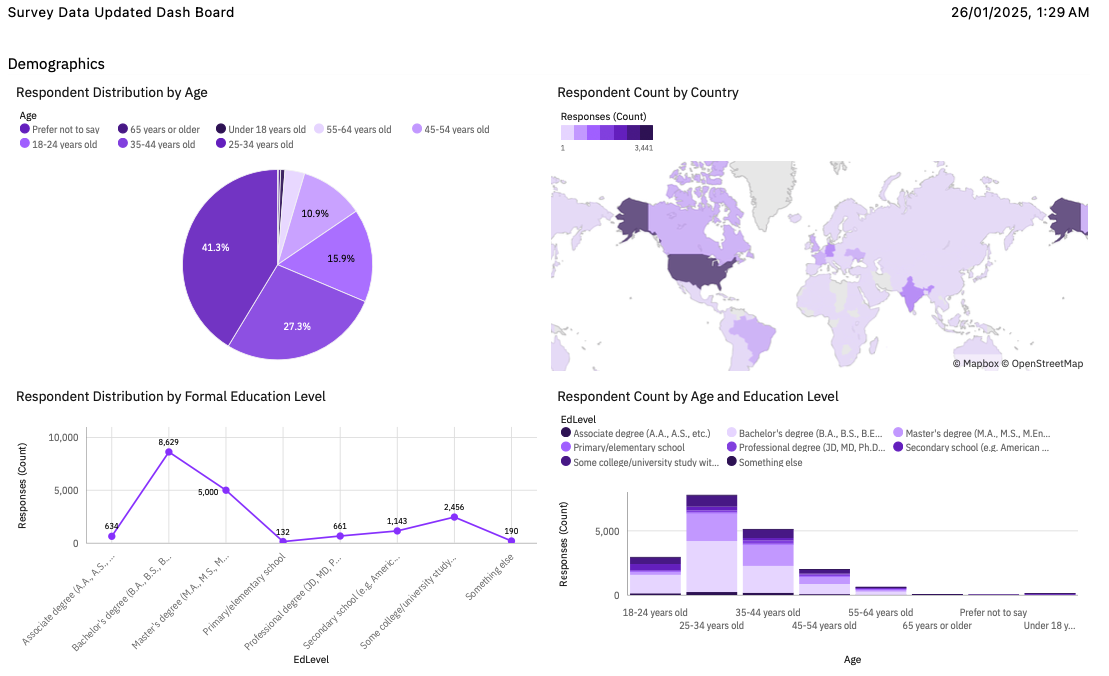 Survey Data Updated Dash Board
26/01/2025, 1:29 AM
Demographics
Respondent Distribution by Age
Age
Prefer not to say
65 years or older
Under 18 years old
55-64 years old
45-54 years old
18-24 years old
35-44 years old
25-34 years old
10.9%
41.3%
15.9%
27.3%
Respondent Count by Country
Responses (Count)
1
3,441
© Mapbox © OpenStreetMap
Respondent Distribution by Formal Education Level
Responses (Count)
10,000
5,000
0
634
8,629
5,000
132
661
1,143
2,456
190
Associate degree (A.A., A.S., ...
Bachelor's degree (B.A., B.S., B...
Master's degree (M.A., M.S., M...
Primary/elementary school
Professional degree (JD, MD, P...
Secondary school (e.g. Americ...
Some college/university study...
Something else
EdLevel
Respondent Count by Age and Education Level
EdLevel
Associate degree (A.A., A.S., etc.)
Bachelor's degree (B.A., B.S., B.E...
Master's degree (M.A., M.S., M.En...
Primary/elementary school
Professional degree (JD, MD, Ph.D...
Secondary school (e.g. American ...
Some college/university study wit...
Something else
Responses (Count)
5,000
0
18-24 years old
35-44 years old
55-64 years old
Prefer not to say
25-34 years old
45-54 years old
65 years or older
Under 18 y...
Age